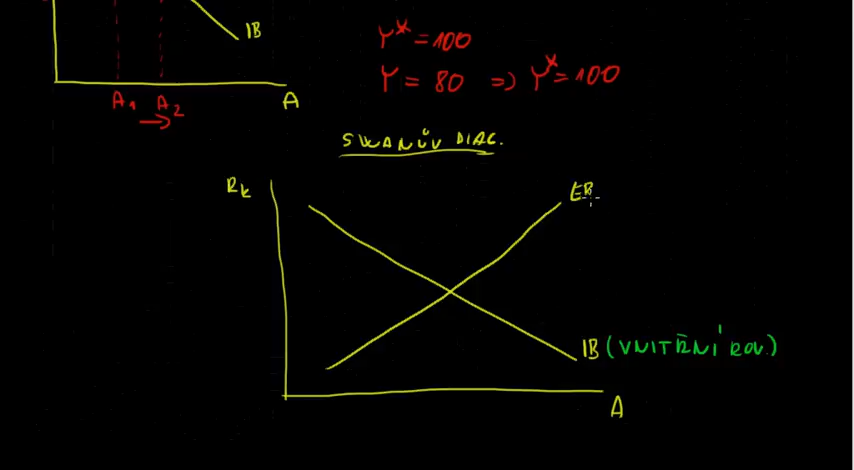 IB
Y* = 100
Y = 80 => Y* = 100
A
A1 → A2
SWANŮV DIAG.
Rk
EB
IB (VNITŘNÍ ROV.)
A